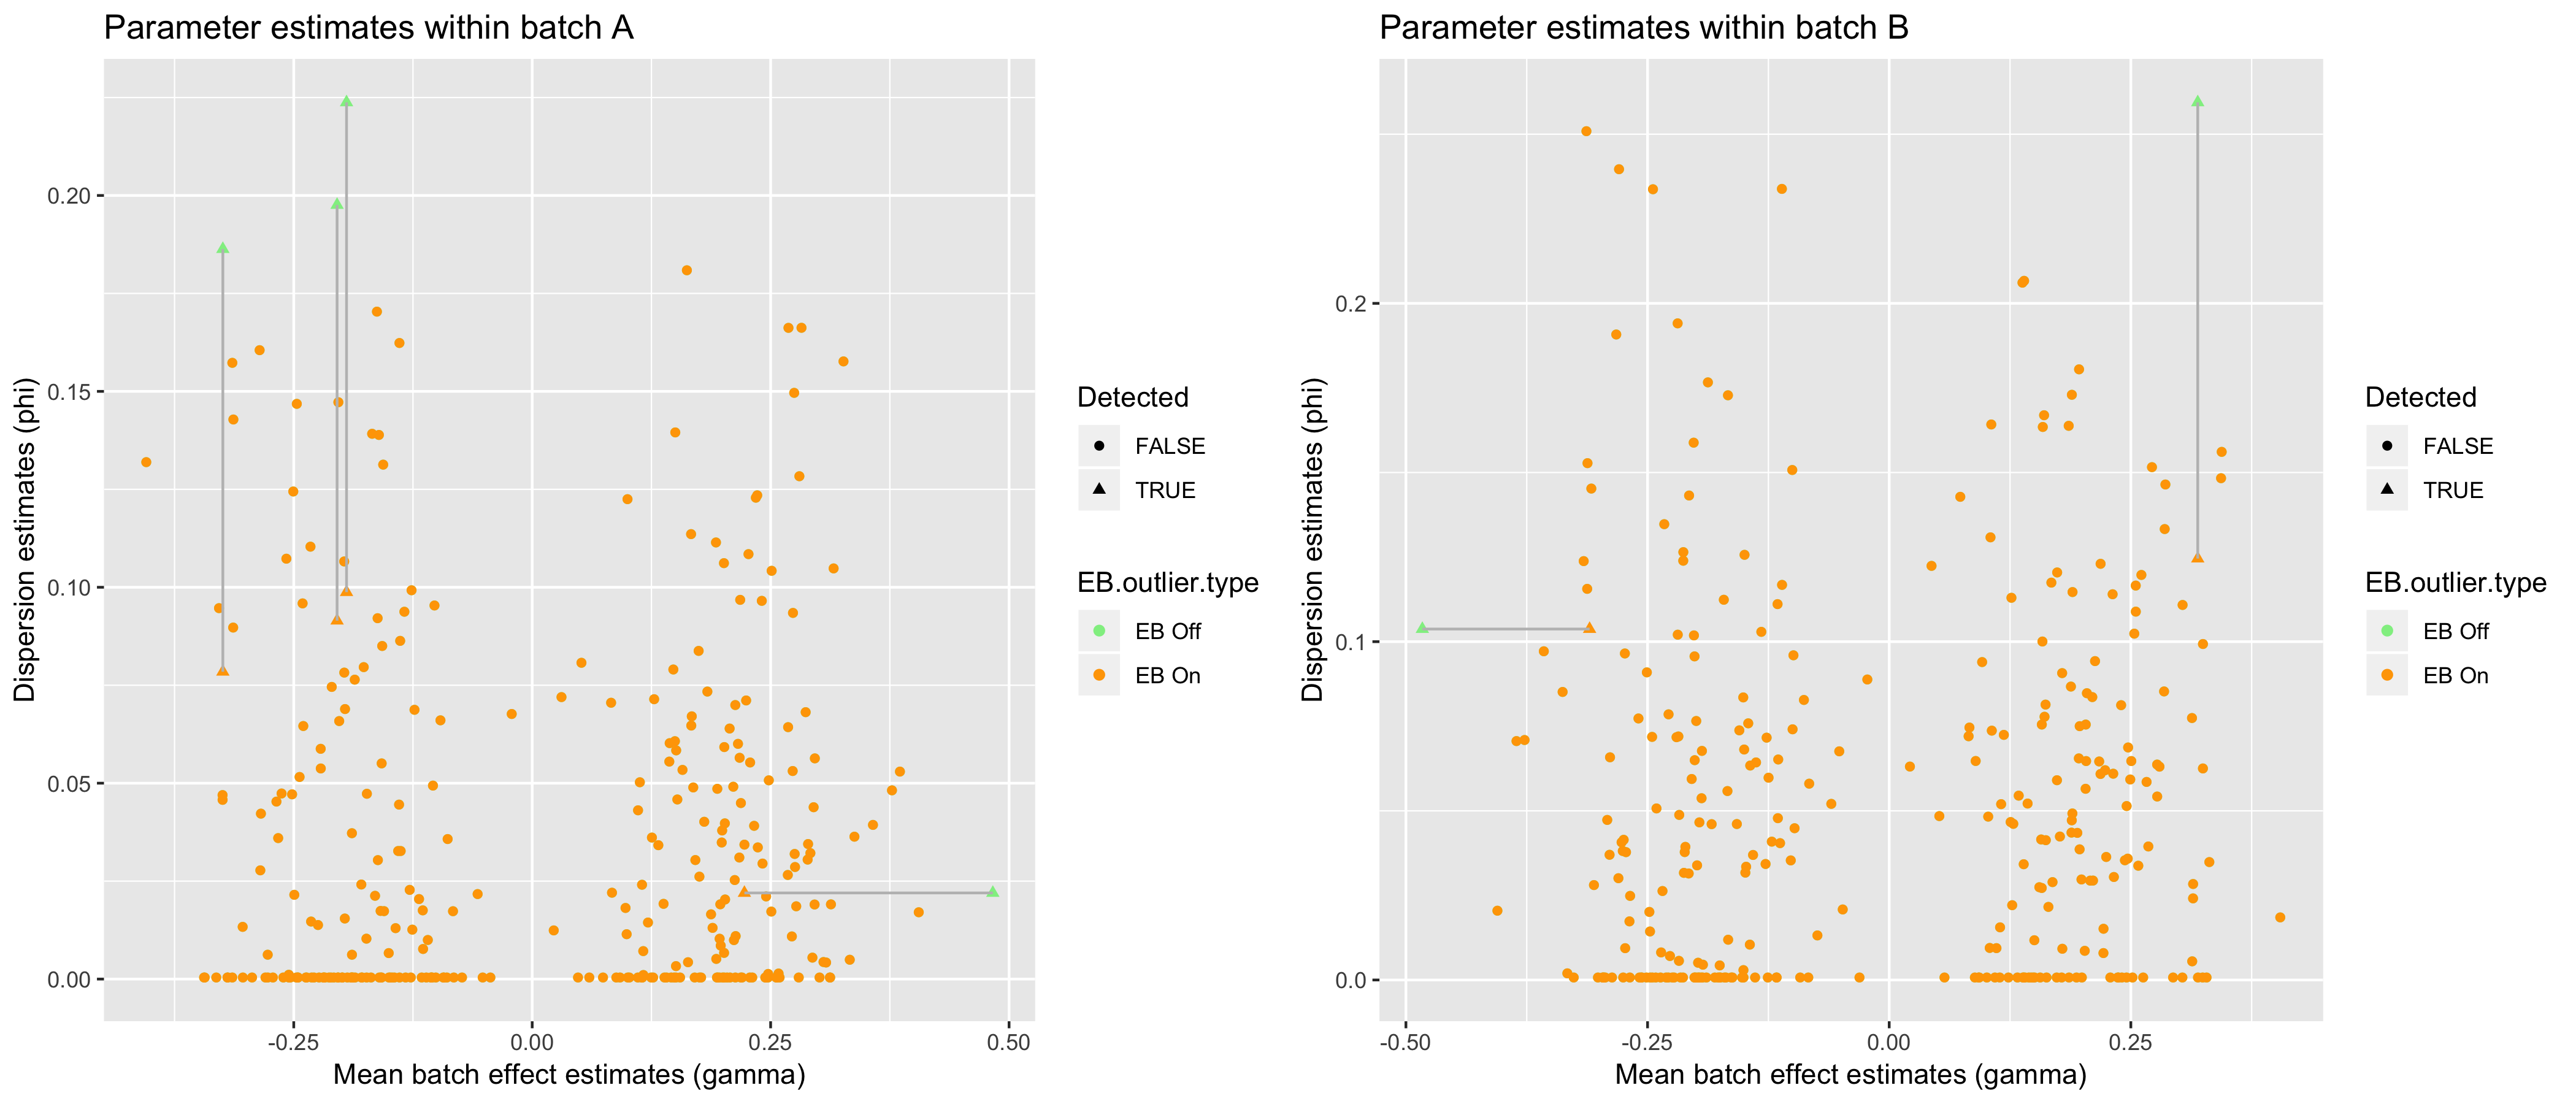 Parameter estimates within batch A
Dispersion estimates (phi)
0.20
0.15
0.10
0.05
0.00
-0.25
0.00
0.25
0.50
Mean batch effect estimates (gamma)
Detected
FALSE
TRUE
EB.outlier.type
EB Off
EB On
Parameter estimates within batch B
Dispersion estimates (phi)
0.2
0.1
0.0
-0.50
-0.25
0.00
0.25
Mean batch effect estimates (gamma)
Detected
FALSE
TRUE
EB.outlier.type
EB Off
EB On